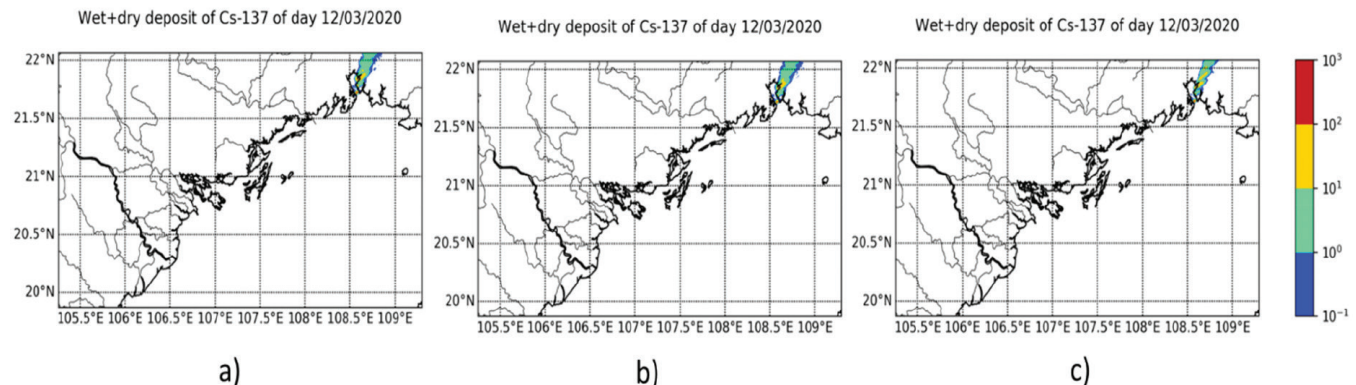 Wet+dry deposit of Cs-137 of day 12/03/2020
22°N
21.5°N
21°N
20.5°N
20°N
105.5°E 106°E 106.5°E 107°E 107.5°E 108°E 108.5°E 109°E
a)
Wet+dry deposit of Cs-137 of day 12/03/2020
22°N
21.5°N
21°N
20.5°N
20°N
105.5°E 106°E 106.5°E 107°E 107.5°E 108°E 108.5°E 109°E
b)
Wet+dry deposit of Cs-137 of day 12/03/2020
22°N
21.5°N
21°N
20.5°N
20°N
105.5°E 106°E 106.5°E 107°E 107.5°E 108°E 108.5°E 109°E
c)
10³
10²
10¹
10⁰
10⁻¹